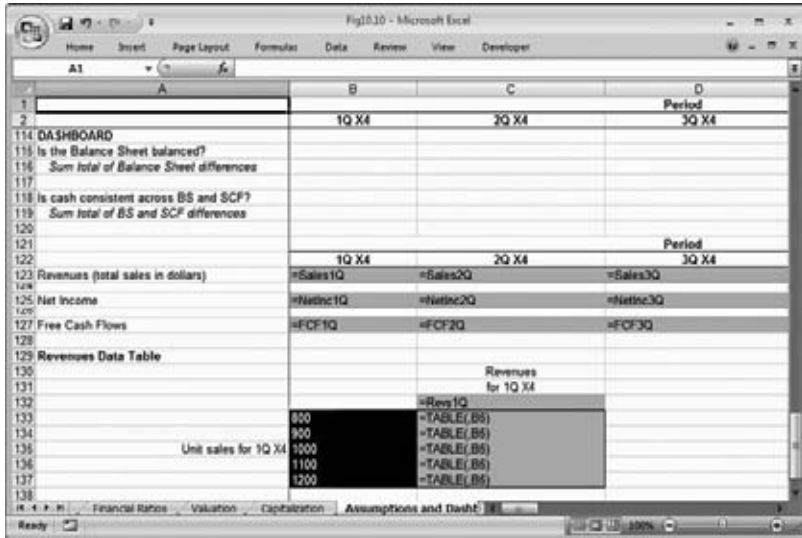 Fig10.10 - Microsoft Excel
Home Insert Page Layout Formulas Data Review View Developer
A1 fx
A B C D
1 Period
2 1Q X4 2Q X4 3Q X4
114 DASHBOARD
115 Is the Balance Sheet balanced?
116 Sum total of Balance Sheet differences
117
118 Is cash consistent across BS and SCF?
119 Sum total of BS and SCF differences
120
121 Period
122 1Q X4 2Q X4 3Q X4
123 Revenues (total sales in dollars) =Sales1Q =Sales2Q =Sales3Q
124
125 Net Income =NetInc1Q =NetInc2Q =NetInc3Q
126
127 Free Cash Flows =FCF1Q =FCF2Q =FCF3Q
128
129 Revenues Data Table
130 Revenues
131 for 1Q X4
132 =Revs1Q
133 800 =TABLE(,B6)
134 900 =TABLE(,B6)
135 Unit sales for 1Q X4 1000 =TABLE(,B6)
136 1100 =TABLE(,B6)
137 1200 =TABLE(,B6)
138
Financial Ratios Valuation Capitalization Assumptions and Dasht
Ready 100%